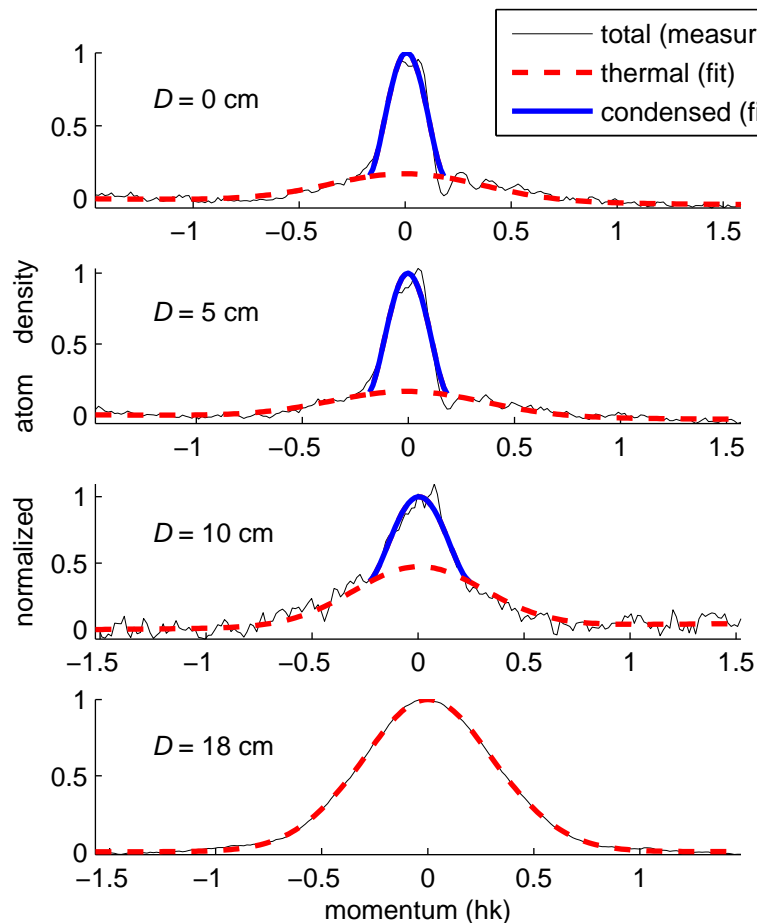 total (measur
thermal (fit)
condensed (fi
D = 0 cm
1
0.5
0
−1 −0.5 0 0.5 1 1.5
D = 5 cm
1
0.5
0
−1 −0.5 0 0.5 1 1.5
D = 10 cm
1
0.5
0
−1.5 −1 −0.5 0 0.5 1 1.5
D = 18 cm
1
0.5
0
−1.5 −1 −0.5 0 0.5 1
momentum (hk)
normalized atom density